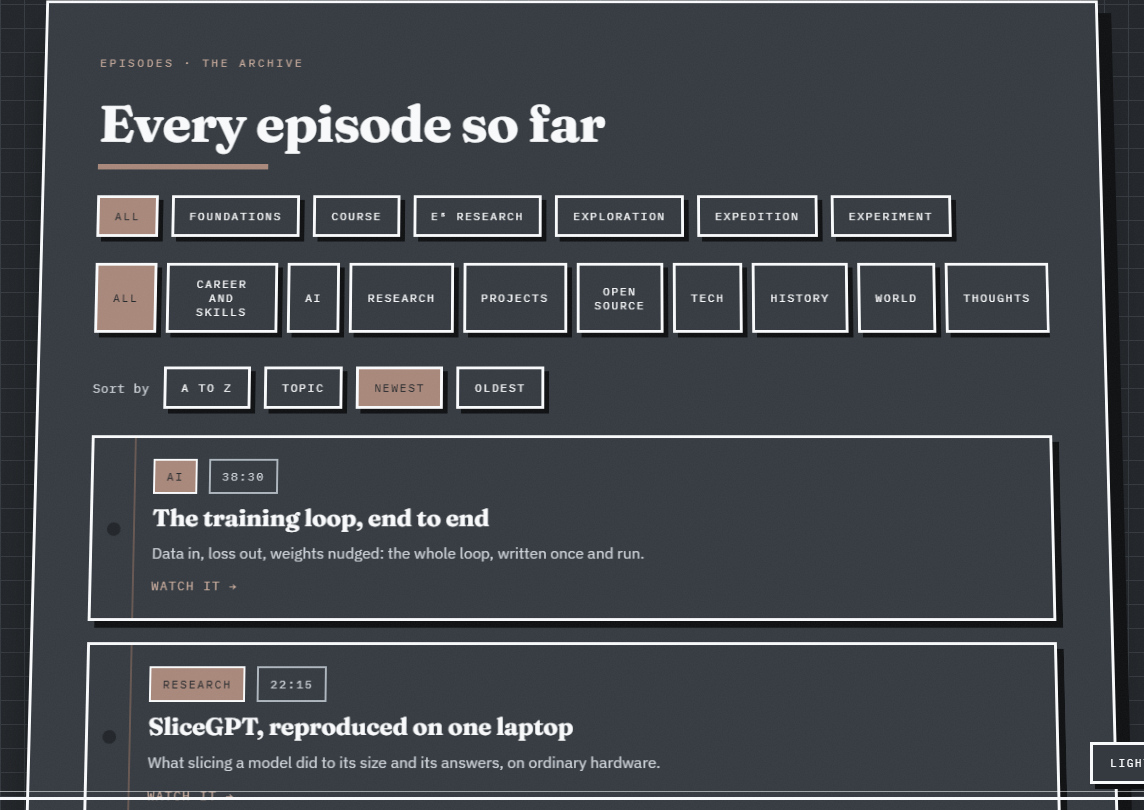 EPISODES · THE ARCHIVE
Every episode so far
ALL FOUNDATIONS COURSE E⁸ RESEARCH EXPLORATION EXPEDITION EXPERIMENT
ALL CAREER AND SKILLS AI RESEARCH PROJECTS OPEN SOURCE TECH HISTORY WORLD THOUGHTS
Sort by A TO Z TOPIC NEWEST OLDEST
AI 38:30
The training loop, end to end
Data in, loss out, weights nudged: the whole loop, written once and run.
WATCH IT →
RESEARCH 22:15
SliceGPT, reproduced on one laptop
What slicing a model did to its size and its answers, on ordinary hardware.
WATCH IT →